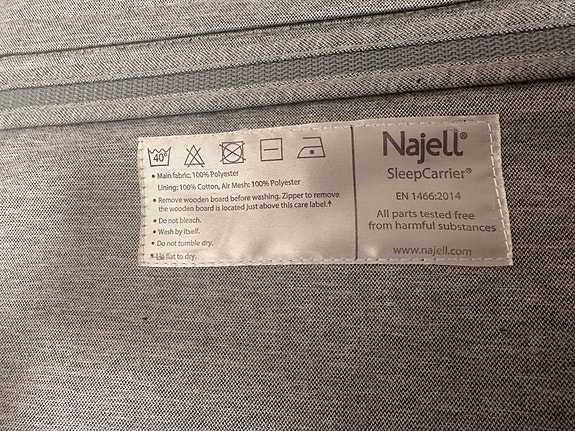 40°
• Main fabric: 100% Polyester
Lining: 100% Cotton, Air Mesh: 100% Polyester
• Remove wooden board before washing. Zipper to remove
the wooden board is located just above this care label.↑
• Do not bleach.
• Wash by itself.
• Do not tumble dry.
• Lie flat to dry.
Najell®
SleepCarrier®
EN 1466:2014
All parts tested free
from harmful substances
www.najell.com